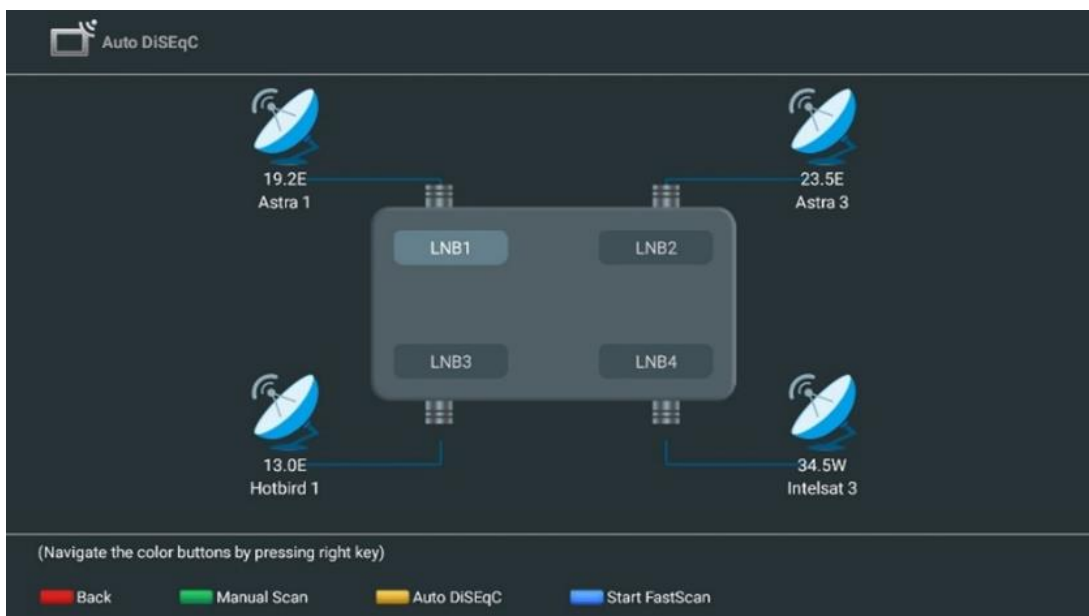 Auto DiSEqC
19.2E
Astra 1
23.5E
Astra 3
LNB1
LNB2
LNB3
LNB4
13.0E
Hotbird 1
34.5W
Intelsat 3
(Navigate the color buttons by pressing right key)
Back
Manual Scan
Auto DiSEqC
Start FastScan